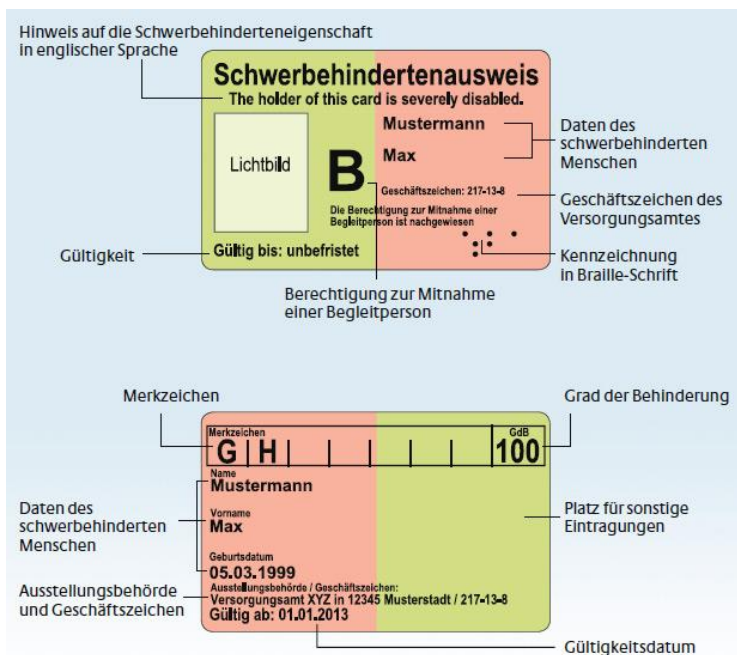 Hinweis auf die Schwerbehinderteneigenschaft
in englischer Sprache
Schwerbehindertenausweis
The holder of this card is severely disabled.
Mustermann
Max
Daten des
schwerbehinderten
Menschen
Lichtbild
B
Geschäftszeichen: 217-13-8
Geschäftszeichen des
Versorgungsamtes
Die Berechtigung zur Mitnahme einer
Begleitperson ist nachgewiesen
Gültigkeit
Gültig bis: unbefristet
Kennzeichnung
in Braille-Schrift
Berechtigung zur Mitnahme
einer Begleitperson
Merkzeichen
Grad der Behinderung
Merkzeichen
GdB
G | H | | | | | | 100
Name
Mustermann
Daten des
schwerbehinderten
Menschen
Vorname
Max
Platz für sonstige
Eintragungen
Geburtsdatum
05.03.1999
Ausstellungsbehörde
und Geschäftszeichen
Ausstellungsbehörde / Geschäftszeichen:
Versorgungsamt XYZ in 12345 Musterstadt / 217-13-8
Gültig ab: 01.01.2013
Gültigkeitsdatum